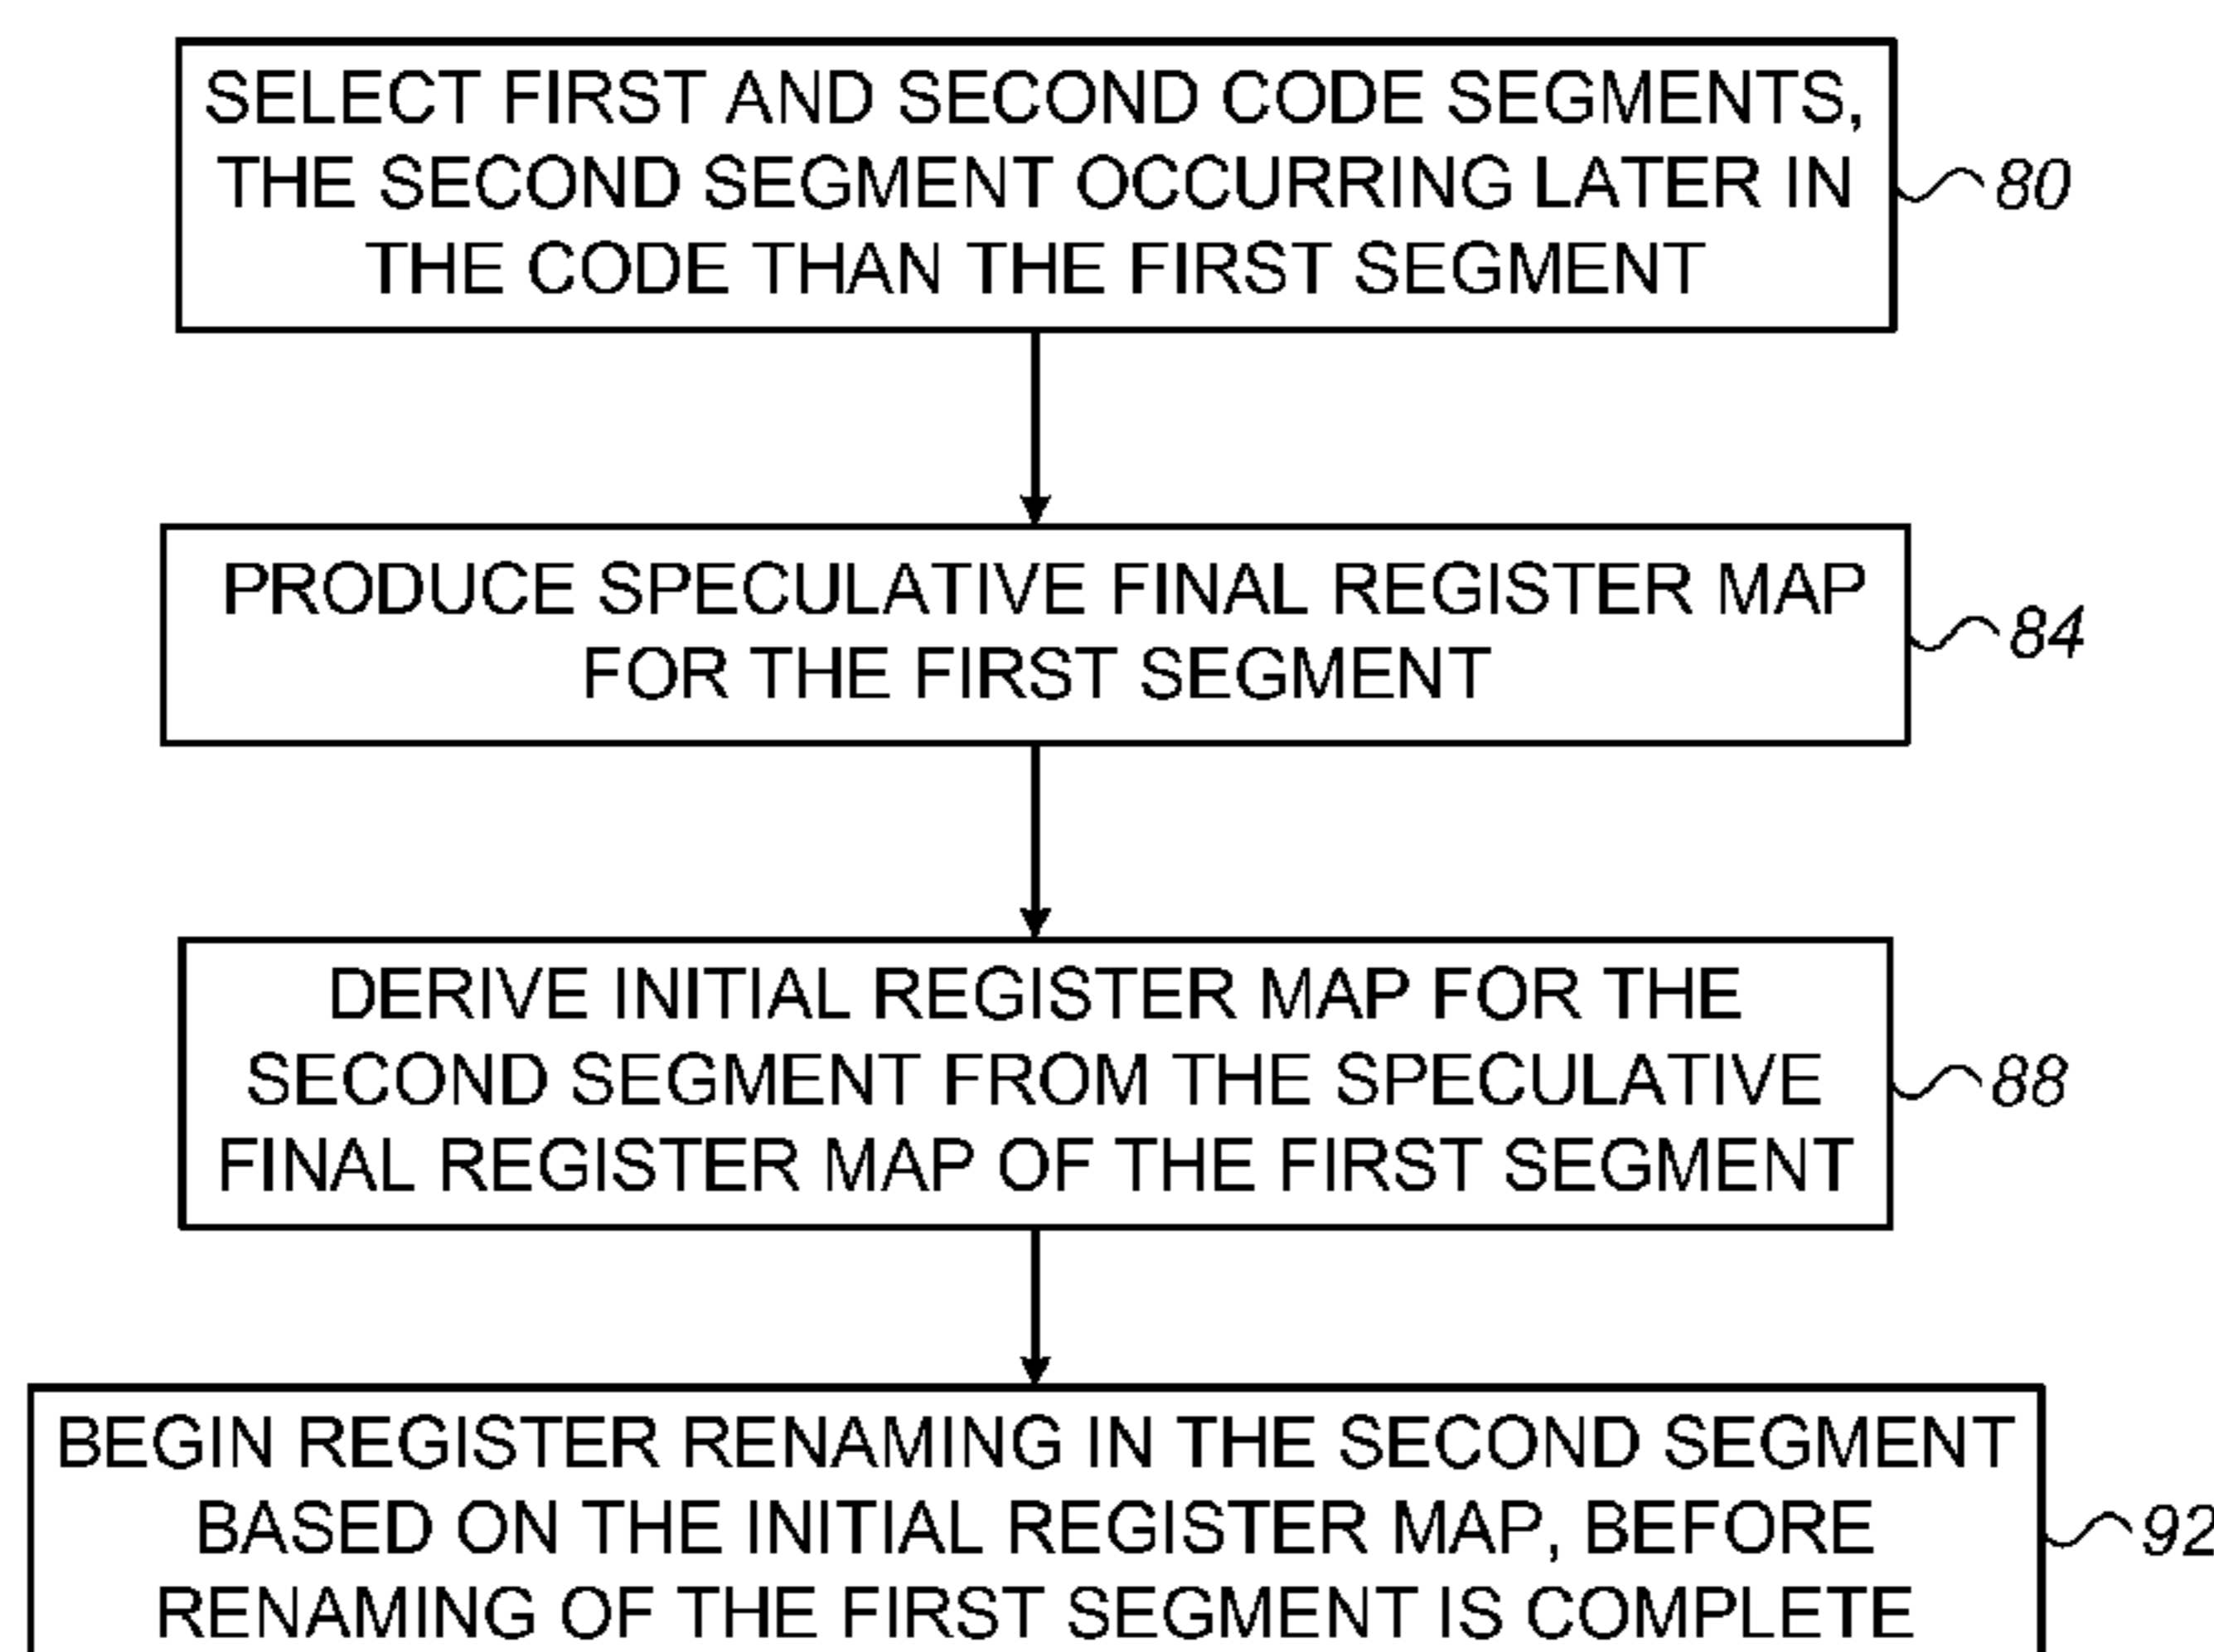 SELECT FIRST AND SECOND CODE SEGMENTS,
THE SECOND SEGMENT OCCURRING LATER IN
THE CODE THAN THE FIRST SEGMENT
80
PRODUCE SPECULATIVE FINAL REGISTER MAP
FOR THE FIRST SEGMENT
84
DERIVE INITIAL REGISTER MAP FOR THE
SECOND SEGMENT FROM THE SPECULATIVE
FINAL REGISTER MAP OF THE FIRST SEGMENT
88
BEGIN REGISTER RENAMING IN THE SECOND SEGMENT
BASED ON THE INITIAL REGISTER MAP, BEFORE
RENAMING OF THE FIRST SEGMENT IS COMPLETE
92